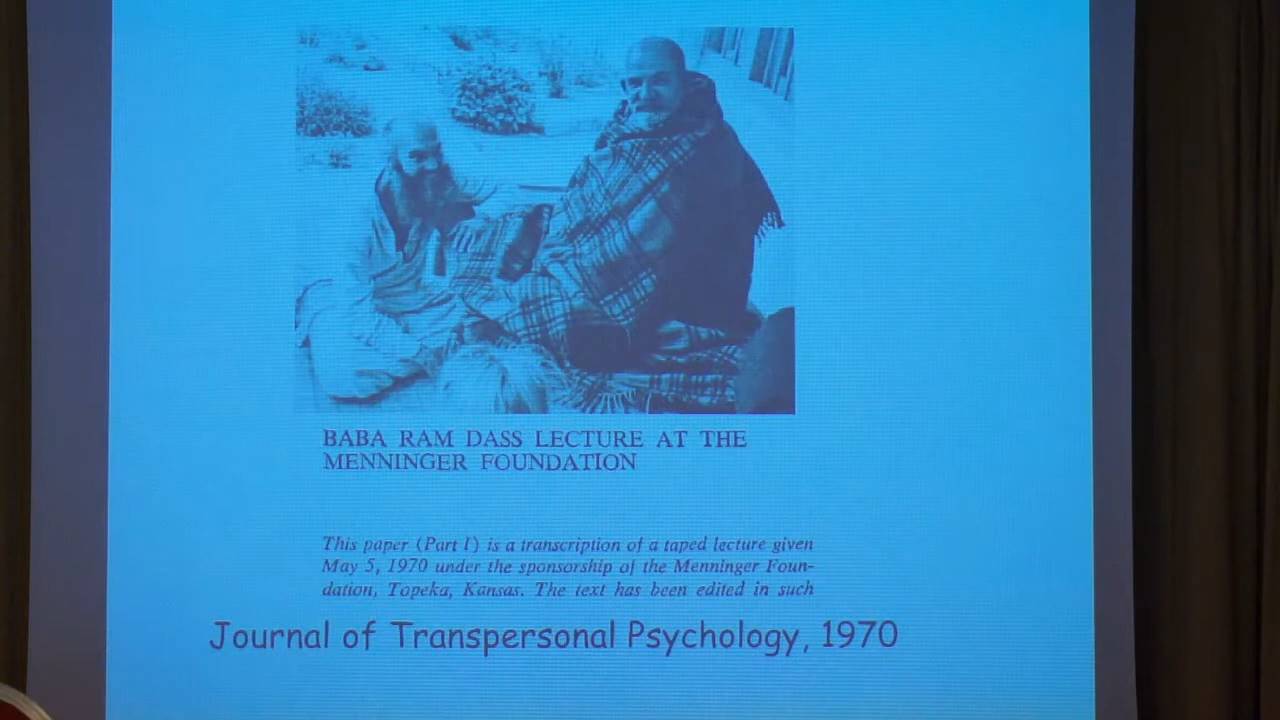 BABA RAM DASS LECTURE AT THE
MENNINGER FOUNDATION
This paper (Part I) is a transcription of a taped lecture given
May 5, 1970 under the sponsorship of the Menninger Foun-
dation, Topeka, Kansas. The text has been edited in such
Journal of Transpersonal Psychology, 1970